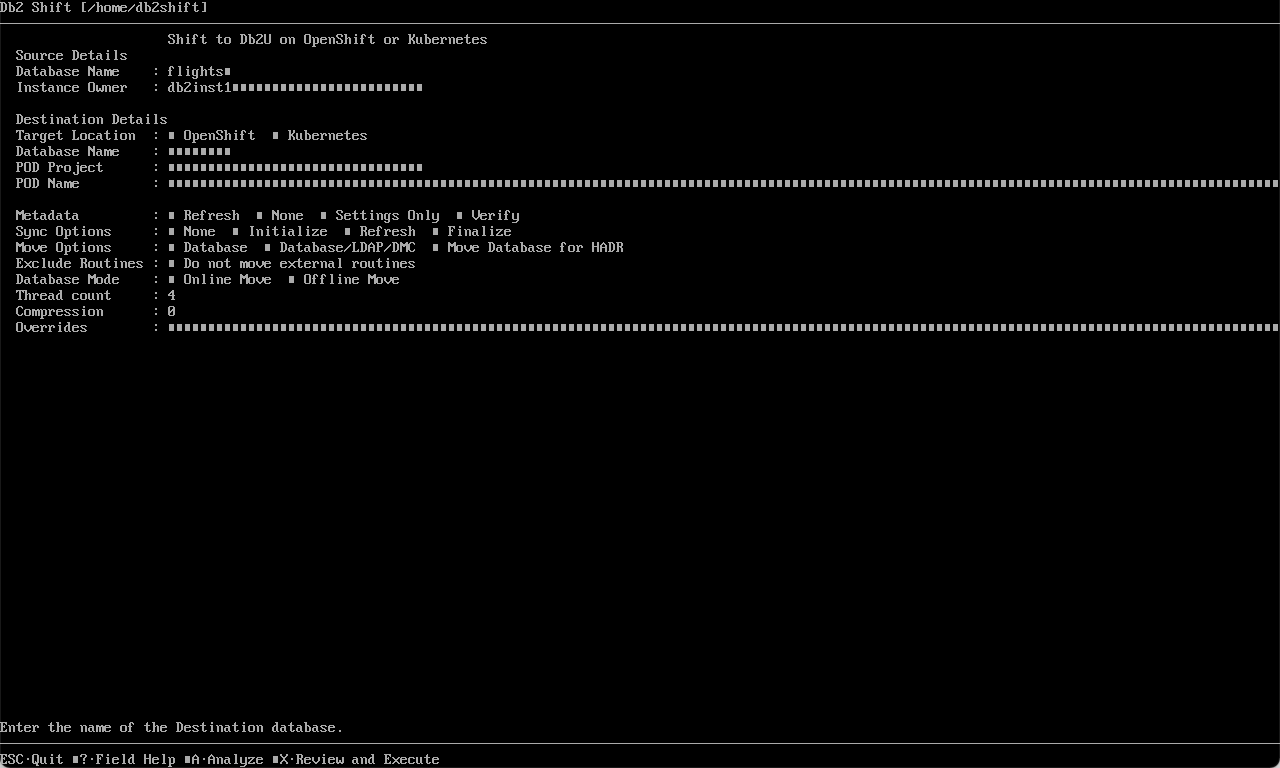 Db2 Shift [/home/db2shift]
Shift to Db2U on OpenShift or Kubernetes
Source Details
Database Name : flights
Instance Owner : db2inst1
Destination Details
Target Location : ■ OpenShift ■ Kubernetes
Database Name :
POD Project :
POD Name :
Metadata : ■ Refresh ■ None ■ Settings Only ■ Verify
Sync Options : ■ None ■ Initialize ■ Refresh ■ Finalize
Move Options : ■ Database ■ Database/LDAP/DMC ■ Move Database for HADR
Exclude Routines : ■ Do not move external routines
Database Mode : ■ Online Move ■ Offline Move
Thread count : 4
Compression : 0
Overrides :
Enter the name of the Destination database.
ESC·Quit ■?·Field Help ■A·Analyze ■X·Review and Execute